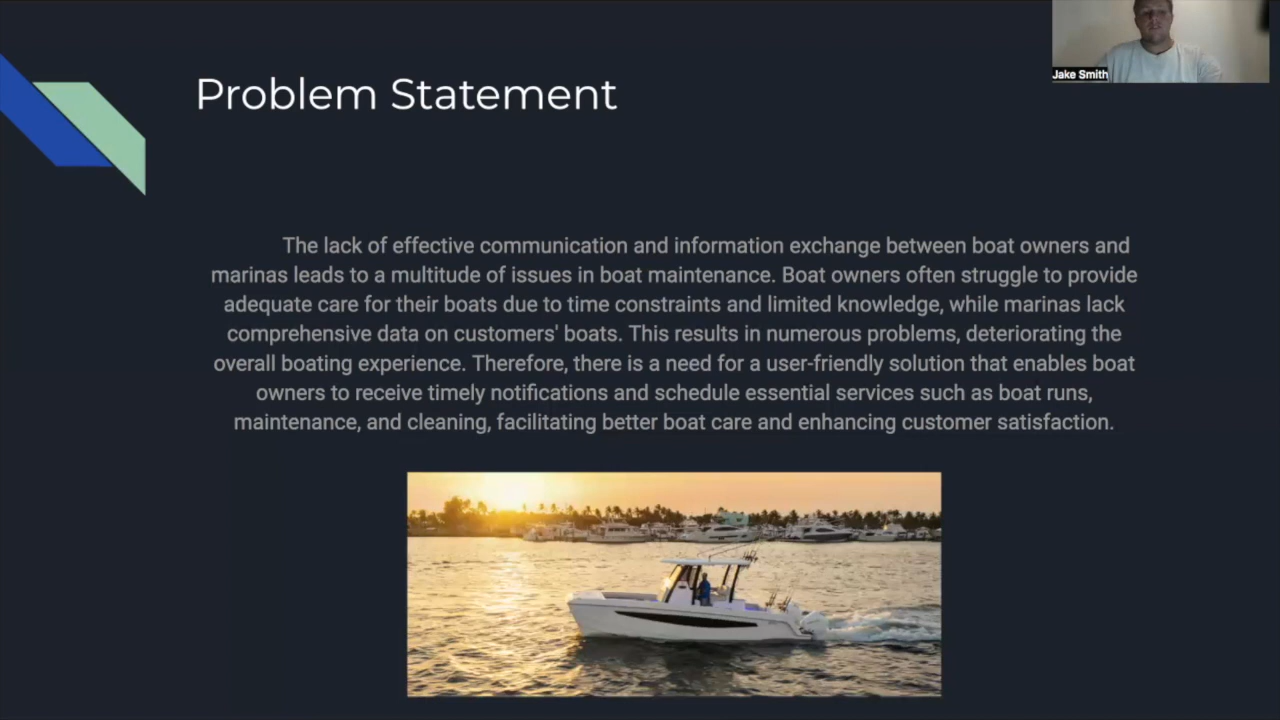 Jake Smith
Problem Statement
The lack of effective communication and information exchange between boat owners and
marinas leads to a multitude of issues in boat maintenance. Boat owners often struggle to provide
adequate care for their boats due to time constraints and limited knowledge, while marinas lack
comprehensive data on customers' boats. This results in numerous problems, deteriorating the
overall boating experience. Therefore, there is a need for a user-friendly solution that enables boat
owners to receive timely notifications and schedule essential services such as boat runs,
maintenance, and cleaning, facilitating better boat care and enhancing customer satisfaction.